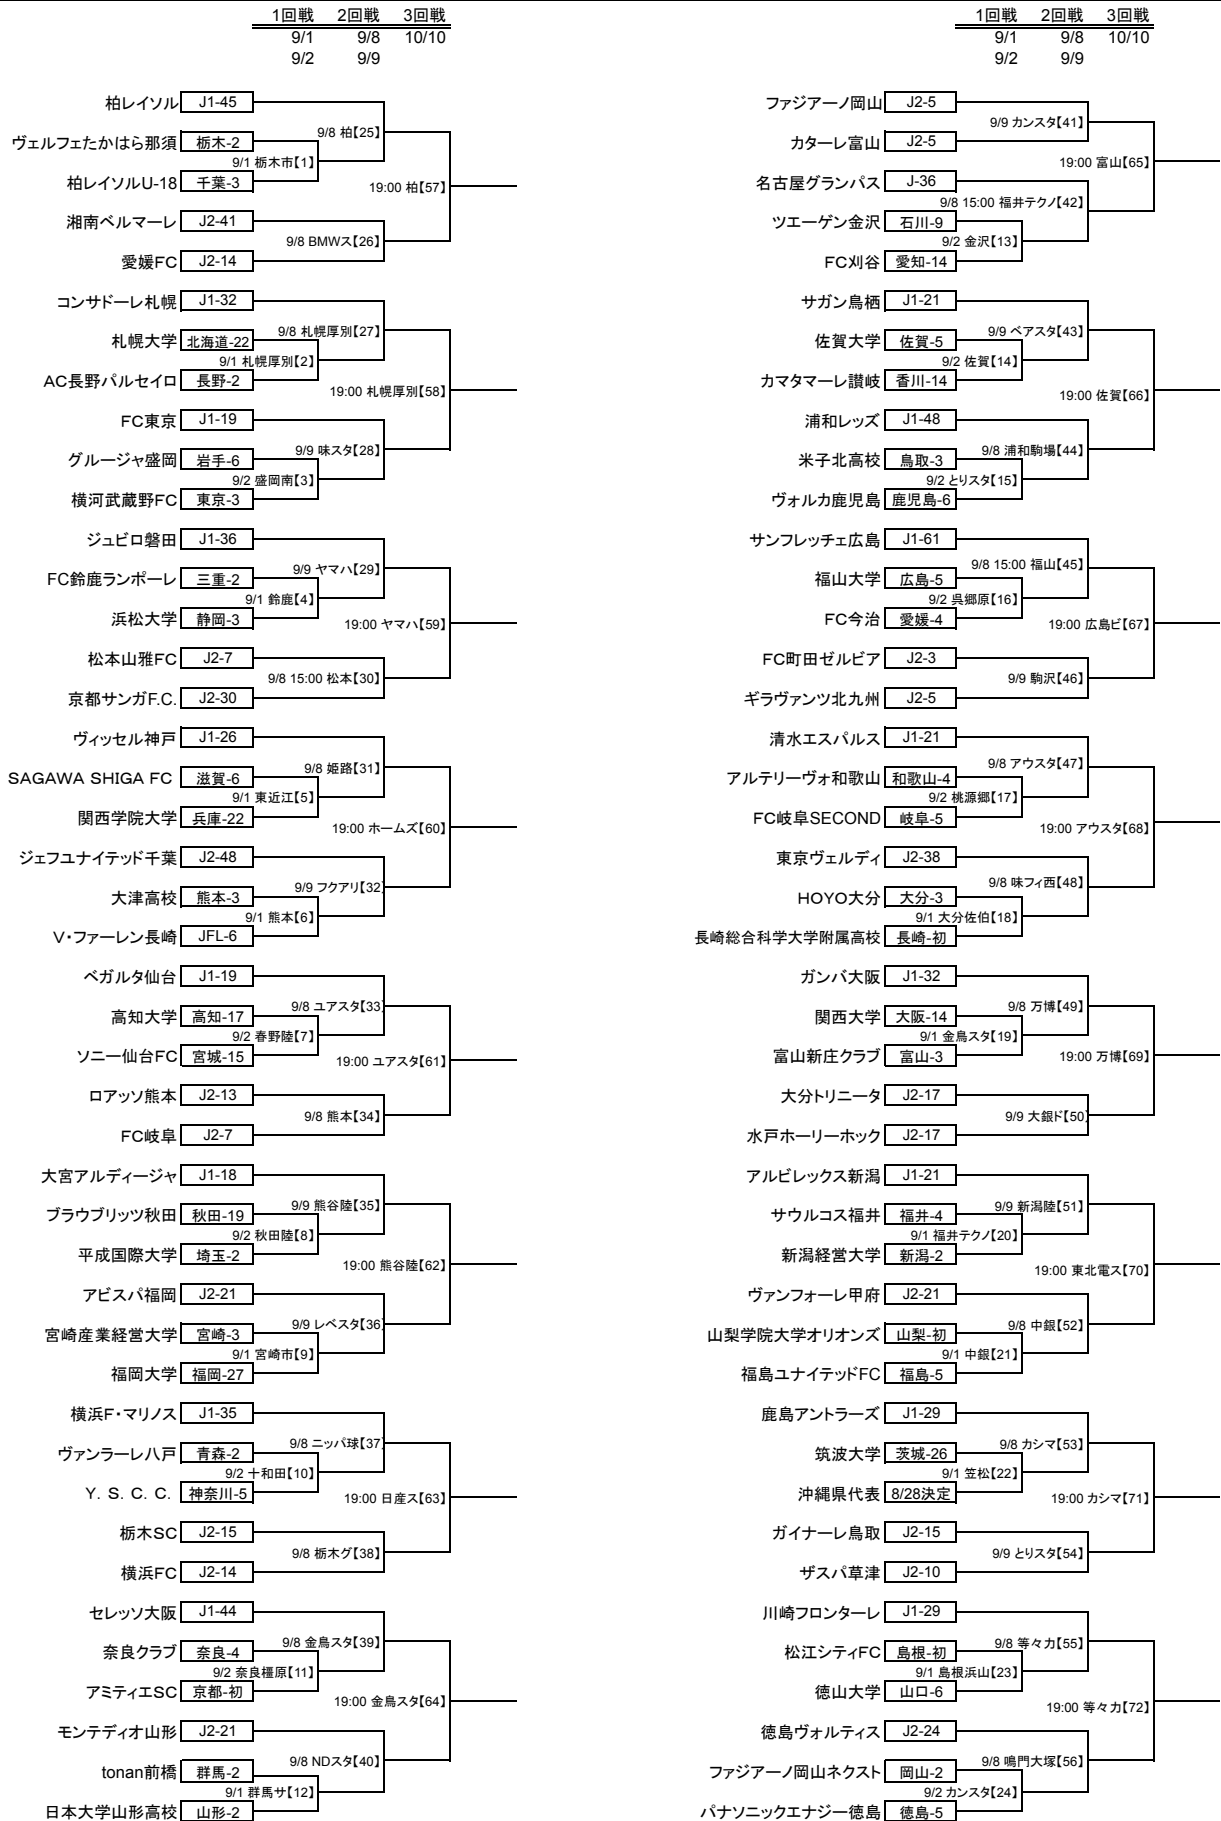 1回戦 2回戦 3回戦
9/1 9/8 10/10
9/2 9/9
柏レイソル J1-45
9/8 柏【25】
ヴェルフェたかはら那須 栃木-2
9/1 栃木市【1】
柏レイソルU-18 千葉-3
19:00 柏【57】
湘南ベルマーレ J2-41
9/8 BMWス【26】
愛媛FC J2-14
コンサドーレ札幌 J1-32
9/8 札幌厚別【27】
札幌大学 北海道-22
9/1 札幌厚別【2】
AC長野パルセイロ 長野-2
19:00 札幌厚別【58】
FC東京 J1-19
9/9 味スタ【28】
グルージャ盛岡 岩手-6
9/2 盛岡南【3】
横河武蔵野FC 東京-3
ジュビロ磐田 J1-36
9/9 ヤマハ【29】
FC鈴鹿ランポーレ 三重-2
9/1 鈴鹿【4】
浜松大学 静岡-3
19:00 ヤマハ【59】
松本山雅FC J2-7
9/8 15:00 松本【30】
京都サンガF.C. J2-30
ヴィッセル神戸 J1-26
9/8 姫路【31】
SAGAWA SHIGA FC 滋賀-6
9/1 東近江【5】
関西学院大学 兵庫-22
19:00 ホームズ【60】
ジェフユナイテッド千葉 J2-48
9/9 フクアリ【32】
大津高校 熊本-3
9/1 熊本【6】
V・ファーレン長崎 JFL-6
ベガルタ仙台 J1-19
9/8 ユアスタ【33】
高知大学 高知-17
9/2 春野陸【7】
ソニー仙台FC 宮城-15
19:00 ユアスタ【61】
ロアッソ熊本 J2-13
9/8 熊本【34】
FC岐阜 J2-7
大宮アルディージャ J1-18
9/9 熊谷陸【35】
ブラウブリッツ秋田 秋田-19
9/2 秋田陸【8】
平成国際大学 埼玉-2
19:00 熊谷陸【62】
アビスパ福岡 J2-21
9/9 レベスタ【36】
宮崎産業経営大学 宮崎-3
9/1 宮崎市【9】
福岡大学 福岡-27
横浜F・マリノス J1-35
9/8 ニッパ球【37】
ヴァンラーレ八戸 青森-2
9/2 十和田【10】
Y. S. C. C. 神奈川-5
19:00 日産ス【63】
栃木SC J2-15
9/8 栃木グ【38】
横浜FC J2-14
セレッソ大阪 J1-44
9/8 金鳥スタ【39】
奈良クラブ 奈良-4
9/2 奈良橿原【11】
アミティエSC 京都-初
19:00 金鳥スタ【64】
モンテディオ山形 J2-21
9/8 NDスタ【40】
tonan前橋 群馬-2
9/1 群馬サ【12】
日本大学山形高校 山形-2
1回戦 2回戦 3回戦
9/1 9/8 10/10
9/2 9/9
ファジアーノ岡山 J2-5
9/9 カンスタ【41】
カターレ富山 J2-5
19:00 富山【65】
名古屋グランパス J-36
9/8 15:00 福井テクノ【42】
ツエーゲン金沢 石川-9
9/2 金沢【13】
FC刈谷 愛知-14
サガン鳥栖 J1-21
9/9 ベアスタ【43】
佐賀大学 佐賀-5
9/2 佐賀【14】
カマタマーレ讃岐 香川-14
19:00 佐賀【66】
浦和レッズ J1-48
9/8 浦和駒場【44】
米子北高校 鳥取-3
9/2 とりスタ【15】
ヴォルカ鹿児島 鹿児島-6
サンフレッチェ広島 J1-61
9/8 15:00 福山【45】
福山大学 広島-5
9/2 呉郷原【16】
FC今治 愛媛-4
19:00 広島ビ【67】
FC町田ゼルビア J2-3
9/9 駒沢【46】
ギラヴァンツ北九州 J2-5
清水エスパルス J1-21
9/8 アウスタ【47】
アルテリーヴォ和歌山 和歌山-4
9/2 桃源郷【17】
FC岐阜SECOND 岐阜-5
19:00 アウスタ【68】
東京ヴェルディ J2-38
9/8 味フィ西【48】
HOYO大分 大分-3
9/1 大分佐伯【18】
長崎総合科学大学附属高校 長崎-初
ガンバ大阪 J1-32
9/8 万博【49】
関西大学 大阪-14
9/1 金鳥スタ【19】
富山新庄クラブ 富山-3
19:00 万博【69】
大分トリニータ J2-17
9/9 大銀ド【50】
水戸ホーリーホック J2-17
アルビレックス新潟 J1-21
9/9 新潟陸【51】
サウルコス福井 福井-4
9/1 福井テクノ【20】
新潟経営大学 新潟-2
19:00 東北電ス【70】
ヴァンフォーレ甲府 J2-21
9/8 中銀【52】
山梨学院大学オリオンズ 山梨-初
9/1 中銀【21】
福島ユナイテッドFC 福島-5
鹿島アントラーズ J1-29
9/8 カシマ【53】
筑波大学 茨城-26
9/1 笠松【22】
沖縄県代表 8/28決定
19:00 カシマ【71】
ガイナーレ鳥取 J2-15
9/9 とりスタ【54】
ザスパ草津 J2-10
川崎フロンターレ J1-29
9/8 等々力【55】
松江シティFC 島根-初
9/1 島根浜山【23】
徳山大学 山口-6
19:00 等々力【72】
徳島ヴォルティス J2-24
9/8 鳴門大塚【56】
ファジアーノ岡山ネクスト 岡山-2
9/2 カンスタ【24】
パナソニックエナジー徳島 徳島-5